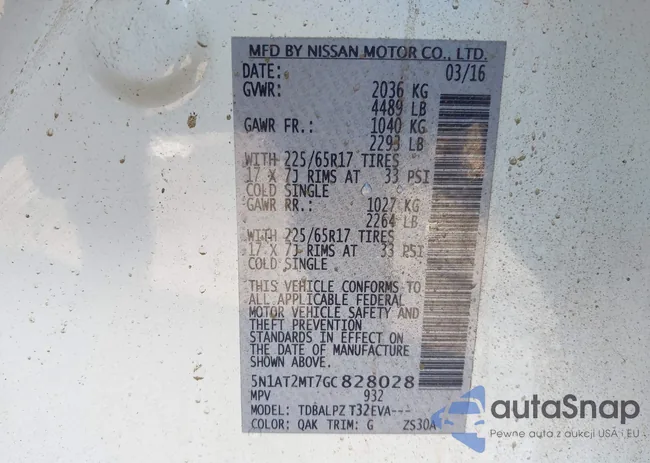 MFD BY NISSAN MOTOR CO., LTD.
DATE: 03/16
GVWR: 2036 KG
4489 LB
GAWR FR.: 1040 KG
2293 LB
WITH 225/65R17 TIRES
17 X 7J RIMS AT 33 PSI
COLD SINGLE
GAWR RR.: 1027 KG
2264 LB
WITH 225/65R17 TIRES
17 X 7J RIMS AT 33 PSI
COLD SINGLE
THIS VEHICLE CONFORMS TO
ALL APPLICABLE FEDERAL
MOTOR VEHICLE SAFETY AND
THEFT PREVENTION
STANDARDS IN EFFECT ON
THE DATE OF MANUFACTURE
SHOWN ABOVE.
5N1AT2MT7GC828028
MPV 932
MODEL: TDBALPZ T32EVA---
COLOR: QAK TRIM: G ZS30A
autoSnap
Pewne auta z aukcji USA i EU